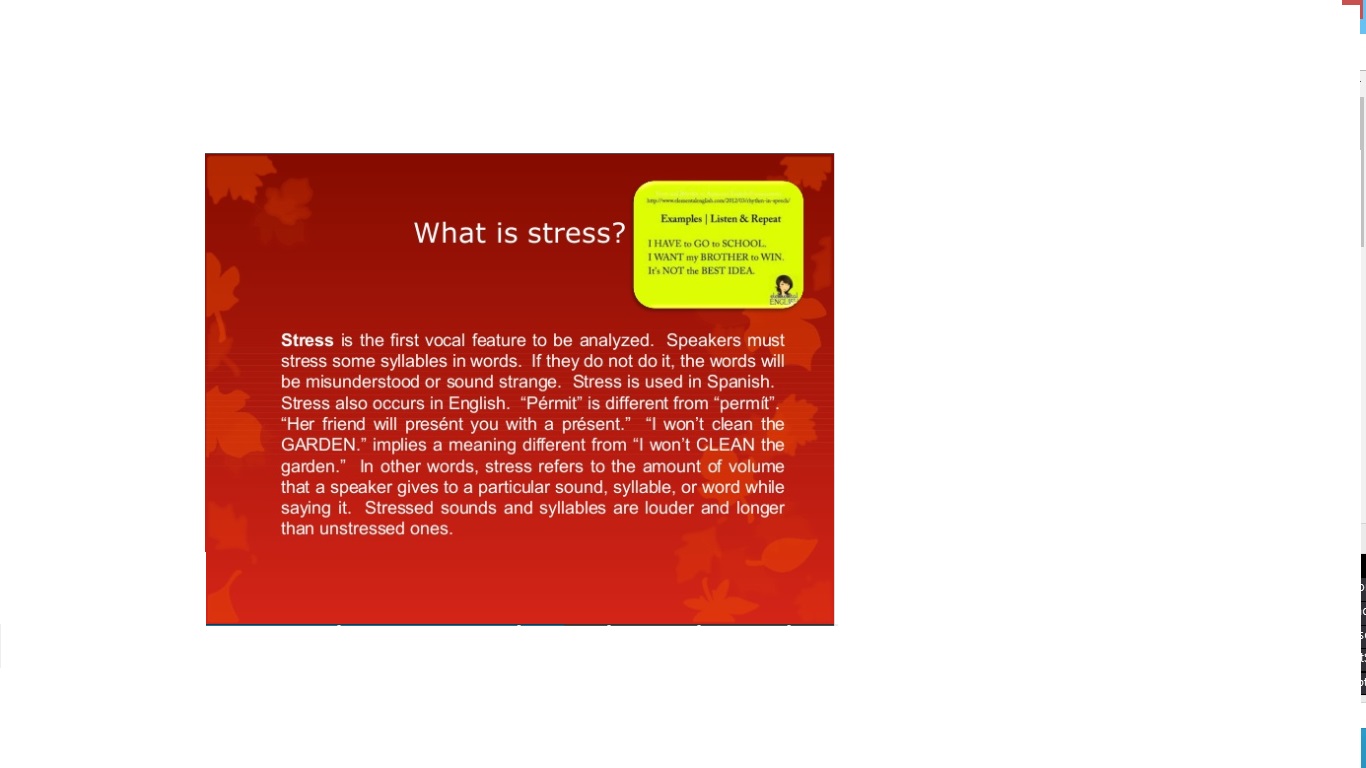 What is stress?
http://www.elementalenglish.com/2012/03/rhythm-in-speech/
Examples | Listen & Repeat
I HAVE to GO to SCHOOL.
I WANT my BROTHER to WIN.
It's NOT the BEST IDEA.
ENGLISH
Stress is the first vocal feature to be analyzed. Speakers must
stress some syllables in words. If they do not do it, the words will
be misunderstood or sound strange. Stress is used in Spanish.
Stress also occurs in English. “Pérmit” is different from “permít”.
“Her friend will presént you with a présent.” “I won’t clean the
GARDEN.” implies a meaning different from “I won’t CLEAN the
garden.” In other words, stress refers to the amount of volume
that a speaker gives to a particular sound, syllable, or word while
saying it. Stressed sounds and syllables are louder and longer
than unstressed ones.